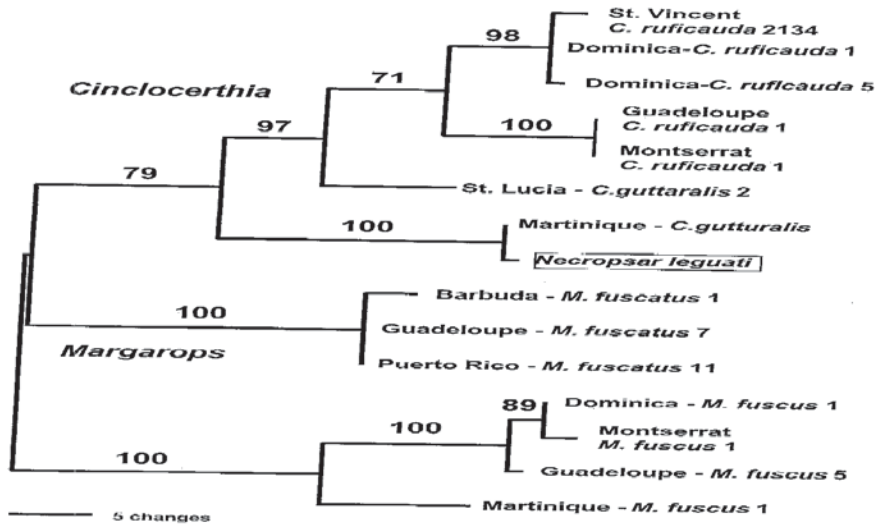 St. Vincent
C. ruficauda 2134
98
Dominica-C. ruficauda 1
71
Cinclocerthia
Dominica-C. ruficauda 5
Guadeloupe
C. ruficauda 1
97
100
Montserrat
C. ruficauda 1
79
St. Lucia - C.guttaralis 2
100
Martinique - C.gutturalis
Necropsar leguati
100
Barbuda - M. fuscatus 1
Guadeloupe - M. fuscatus 7
Margarops
Puerto Rico - M. fuscatus 11
89
Dominica - M. fuscus 1
100
Montserrat
M. fuscus 1
100
Guadeloupe - M. fuscus 5
Martinique - M. fuscus 1
5 changes